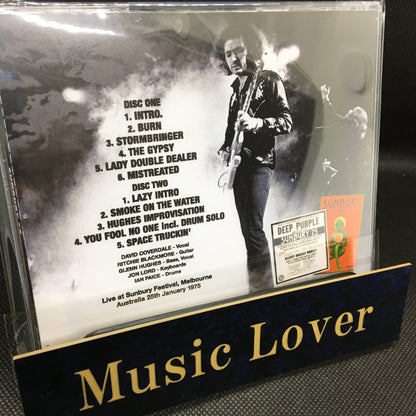 DISC ONE
1. INTRO.
2. BURN
3. STORMBRINGER
4. THE GYPSY
5. LADY DOUBLE DEALER
6. MISTREATED
DISC TWO
1. LAZY INTRO
2. SMOKE ON THE WATER
3. HUGHES IMPROVISATION
4. YOU FOOL NO ONE incl. DRUM SOLO
5. SPACE TRUCKIN'
DAVID COVERDALE - Vocal
RITCHIE BLACKMORE - Guitar
GLENN HUGHES - Bass, Vocal
JON LORD - Keyboards
IAN PAICE - Drums
Live at Sunbury Festival, Melbourne
Australia 25th January 1975
DEEP PURPLE
SUNBURY 75
SUNBURY
75
Music Lover